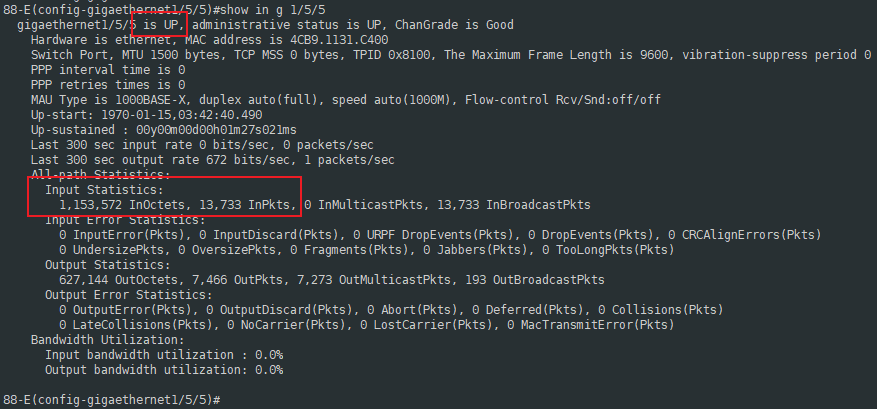 88-E(config-gigaethernet1/5/5)#show in g 1/5/5
gigaethernet1/5/5 is UP, administrative status is UP, ChanGrade is Good
Hardware is ethernet, MAC address is 4CB9.1131.C400
Switch Port, MTU 1500 bytes, TCP MSS 0 bytes, TPID 0x8100, The Maximum Frame Length is 9600, vibration-suppress period 0
PPP interval time is 0
PPP retries times is 0
MAU Type is 1000BASE-X, duplex auto(full), speed auto(1000M), Flow-control Rcv/Snd:off/off
Up-start: 1970-01-15,03:42:40.490
Up-sustained : 00y00m00d00h01m27s021ms
Last 300 sec input rate 0 bits/sec, 0 packets/sec
Last 300 sec output rate 672 bits/sec, 1 packets/sec
All-path Statistics:
Input Statistics:
1,153,572 InOctets, 13,733 InPkts, 0 InMulticastPkts, 13,733 InBroadcastPkts
Input Error Statistics:
0 InputError(Pkts), 0 InputDiscard(Pkts), 0 URPF DropEvents(Pkts), 0 DropEvents(Pkts), 0 CRCAlignErrors(Pkts)
0 UndersizePkts, 0 OversizePkts, 0 Fragments(Pkts), 0 Jabbers(Pkts), 0 TooLongPkts(Pkts)
Output Statistics:
627,144 OutOctets, 7,466 OutPkts, 7,273 OutMulticastPkts, 193 OutBroadcastPkts
Output Error Statistics:
0 OutputError(Pkts), 0 OutputDiscard(Pkts), 0 Abort(Pkts), 0 Deferred(Pkts), 0 Collisions(Pkts)
0 LateCollisions(Pkts), 0 NoCarrier(Pkts), 0 LostCarrier(Pkts), 0 MacTransmitError(Pkts)
Bandwidth Utilization:
Input bandwidth utilization : 0.0%
Output bandwidth utilization: 0.0%
88-E(config-gigaethernet1/5/5)#